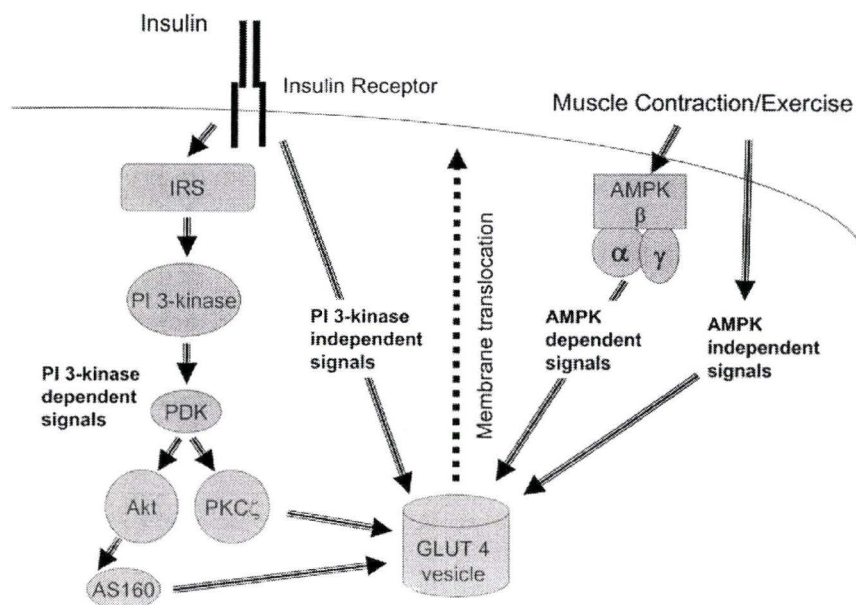 Insulin
Insulin Receptor
Muscle Contraction/Exercise
IRS
AMPK
β
α
γ
PI 3-kinase
Membrane translocation
PI 3-kinase
independent
signals
AMPK
dependent
signals
AMPK
independent
signals
PI 3-kinase
dependent
signals
PDK
Akt
PKCζ
GLUT 4
vesicle
AS160